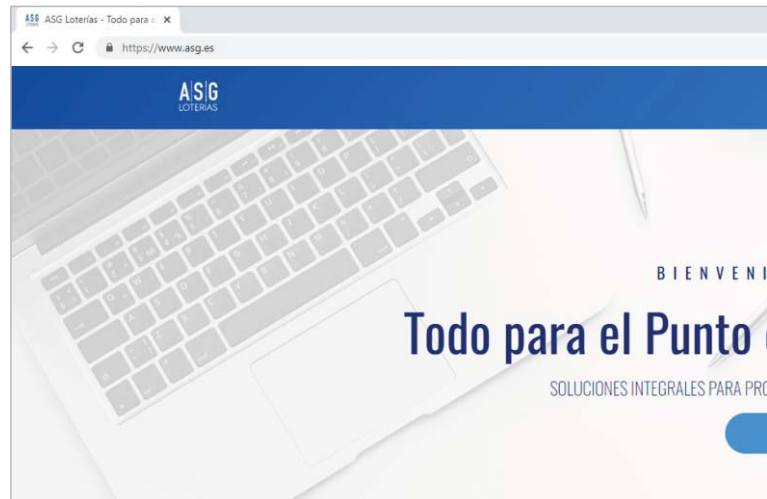 ASG LOTERIAS ASG Loterías - Todo para e
https://www.asg.es
A|S|G
LOTERIAS
BIENVENI
Todo para el Punto
SOLUCIONES INTEGRALES PARA PRO